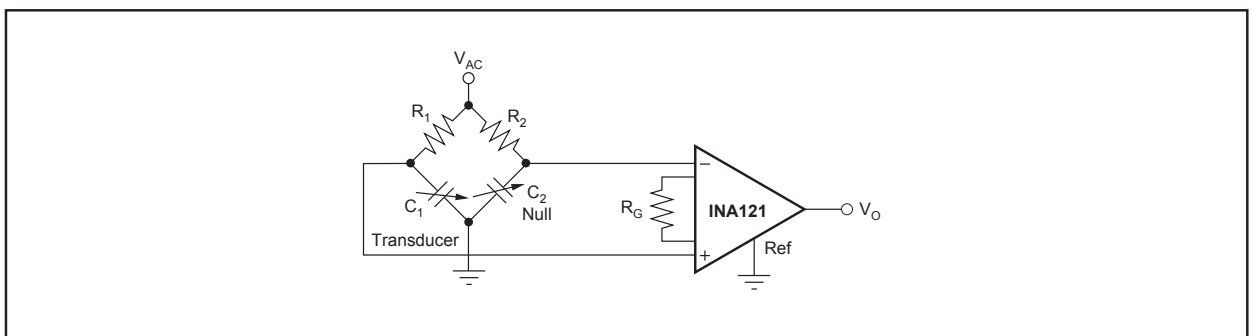 V_AC
R_1
R_2
C_1
C_2
Null
Transducer
R_G
−
+
INA121
Ref
V_O